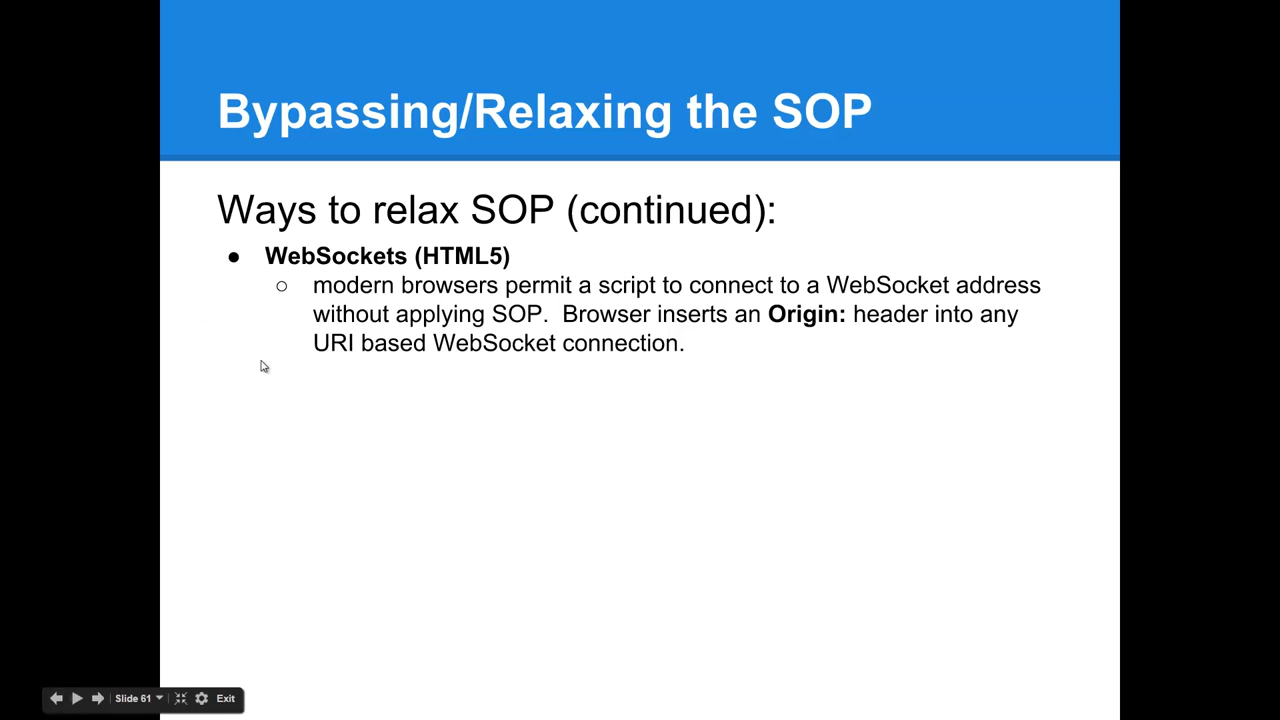 Bypassing/Relaxing the SOP
Ways to relax SOP (continued):
● WebSockets (HTML5)
○ modern browsers permit a script to connect to a WebSocket address
without applying SOP.  Browser inserts an Origin: header into any
URI based WebSocket connection.
Slide 61 Exit